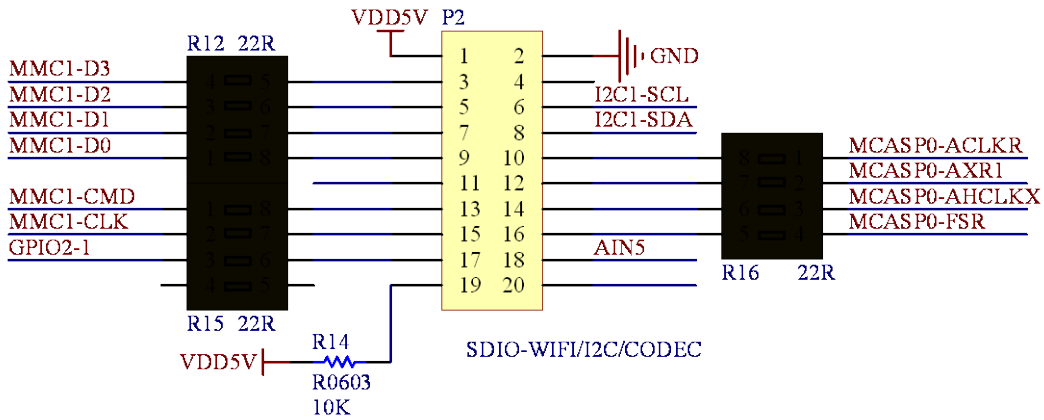 VDD5V P2
R12 22R
1 2 GND
MMC1-D3 4 5 3 4
MMC1-D2 3 6 5 6 I2C1-SCL
MMC1-D1 2 7 7 8 I2C1-SDA
MMC1-D0 1 8 9 10 8 1 MCASP0-ACLKR
11 12 7 2 MCASP0-AXR1
MMC1-CMD 1 8 13 14 6 3 MCASP0-AHCLKX
MMC1-CLK 2 7 15 16 5 4 MCASP0-FSR
GPIO2-1 3 6 17 18 AIN5
4 5 19 20
R16 22R
R15 22R
R14
SDIO-WIFI/I2C/CODEC
VDD5V
R0603
10K